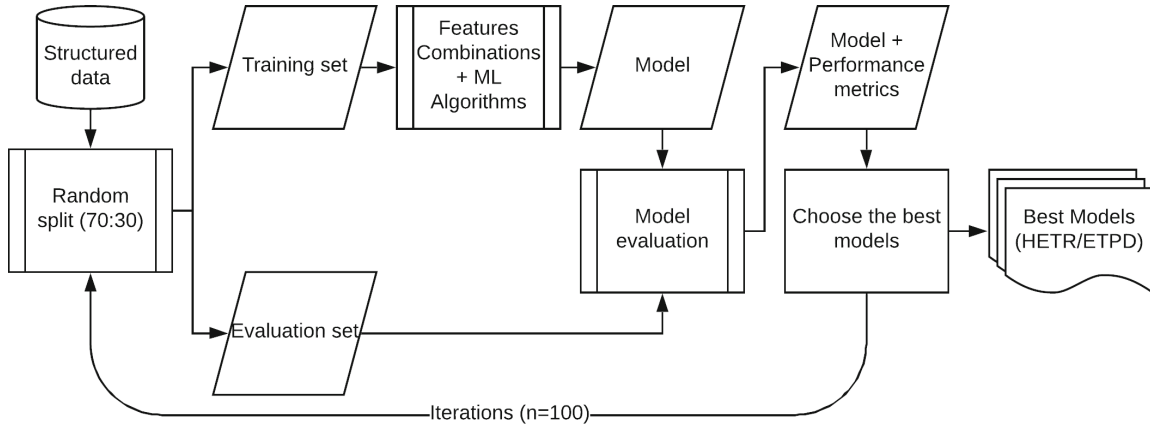 Structured
data
Training set
Features
Combinations
+ ML
Algorithms
Model
Model +
Performance
metrics
Random
split (70:30)
Model
evaluation
Choose the best
models
Best Models
(HETR/ETPD)
Evaluation set
Iterations (n=100)